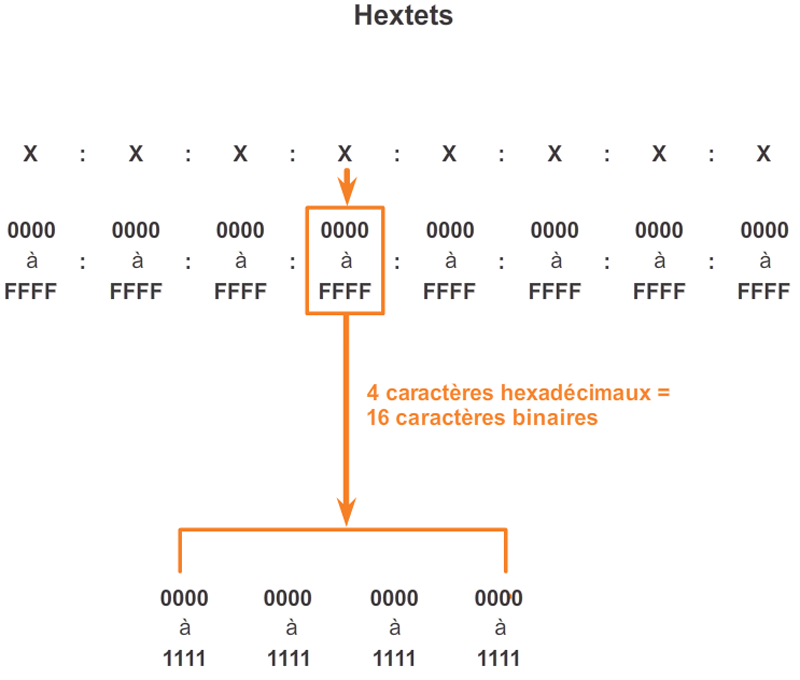 Hextets
X : X : X : X : X : X : X : X
0000 0000 0000 0000 0000 0000 0000 0000
à : à : à : à : à : à : à : à
FFFF FFFF FFFF FFFF FFFF FFFF FFFF FFFF
4 caractères hexadécimaux =
16 caractères binaires
0000 0000 0000 0000
à à à à
1111 1111 1111 1111